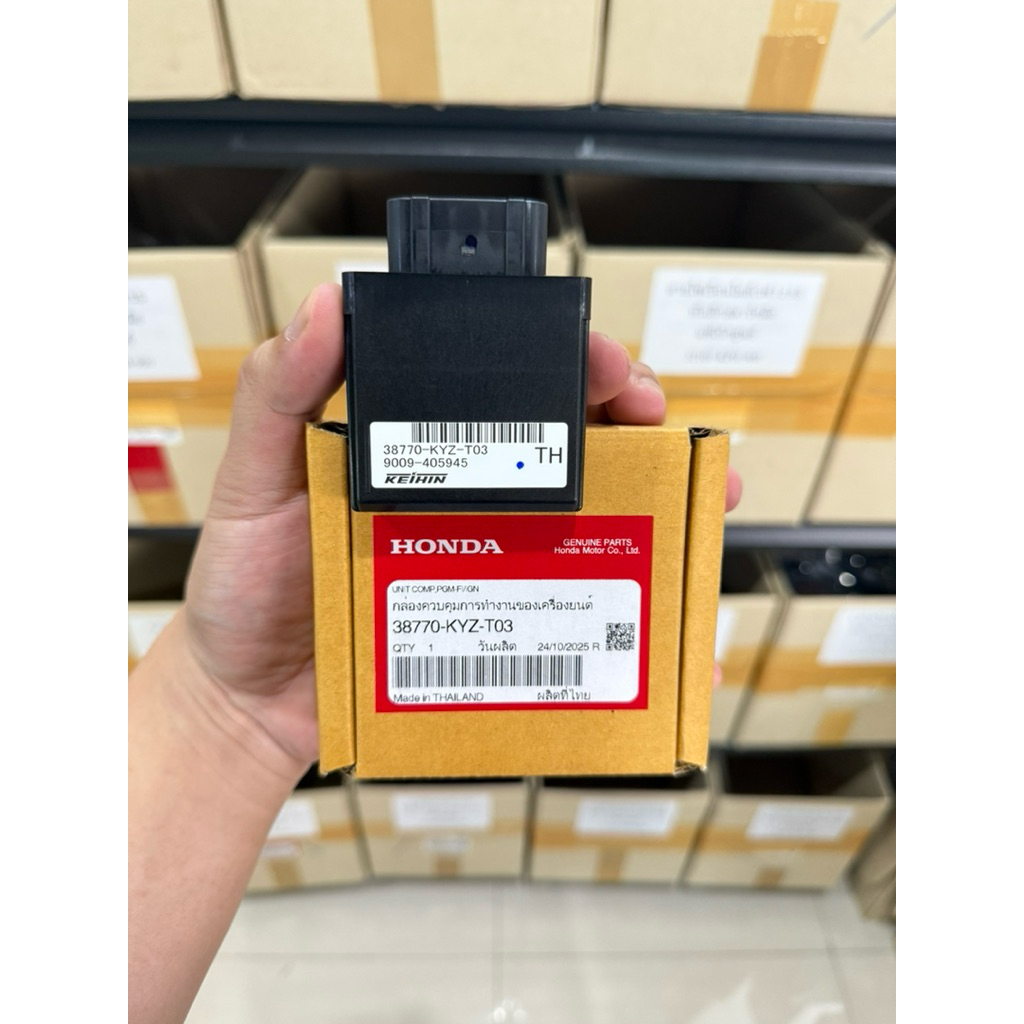 38770-KYZ-T03
9009-405945
TH
KEIHIN
HONDA
GENUINE PARTS
Honda Motor Co., Ltd.
UNIT COMP,PGM-FI/IGN
กล่องควบคุมการทำงานของเครื่องยนต์
38770-KYZ-T03
QTY 1 วันผลิต 24/10/2025 R
Made in THAILAND ผลิตที่ไทย